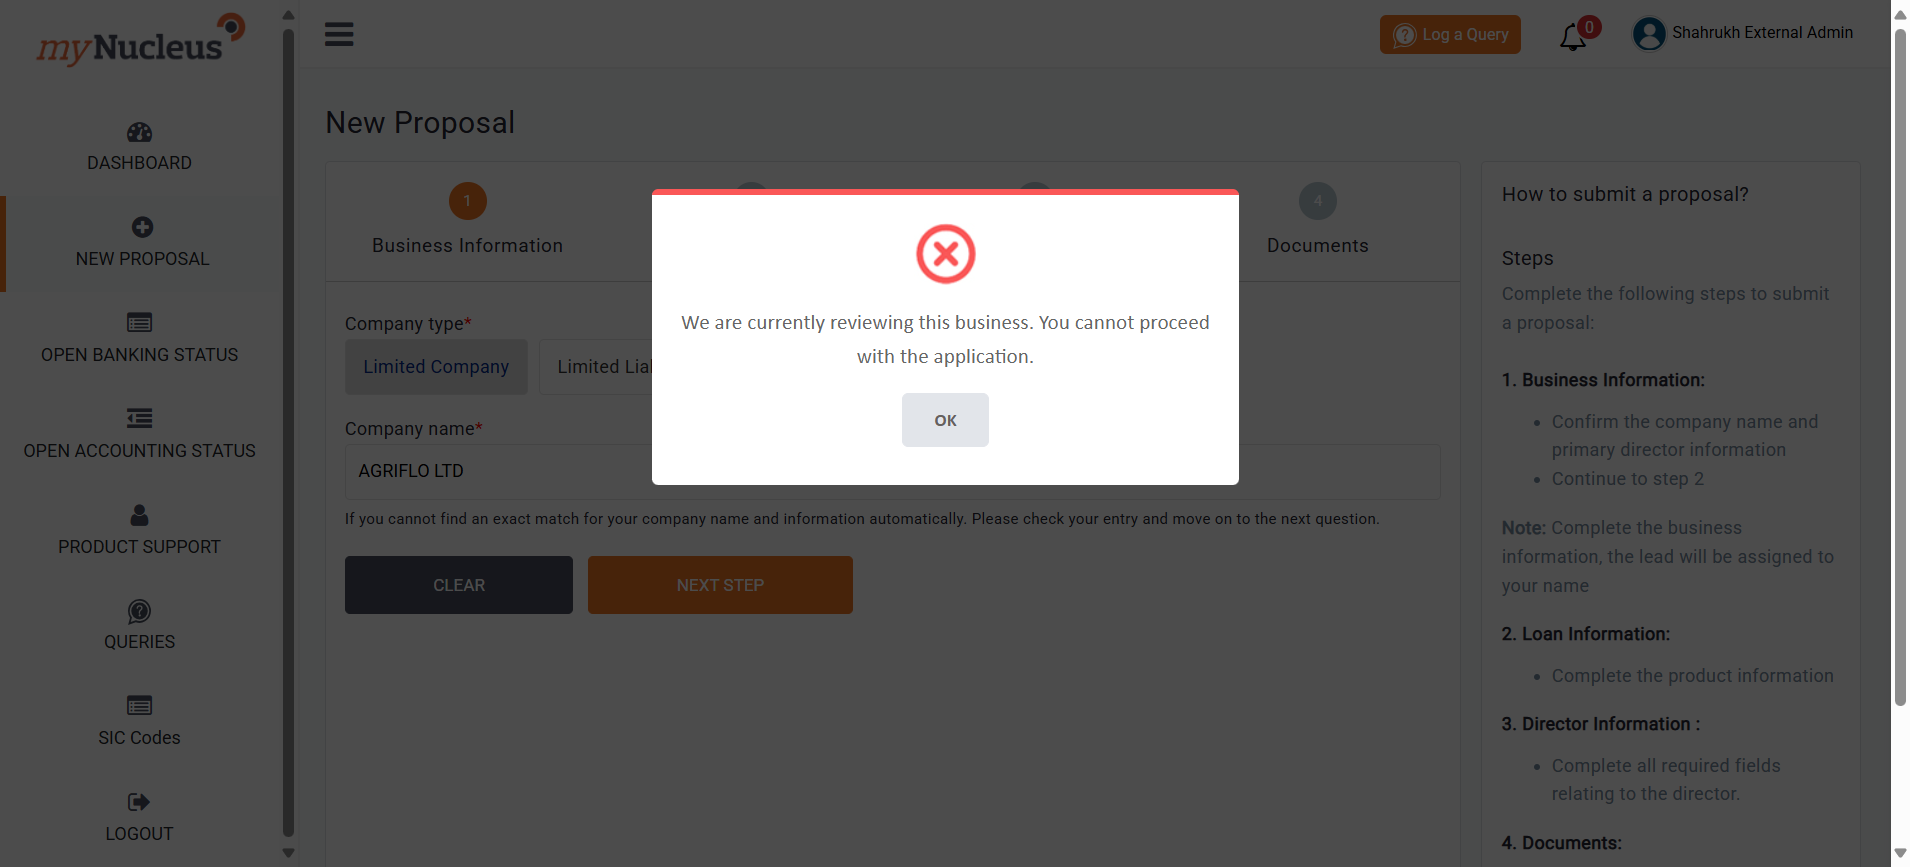 myNucleus
DASHBOARD
NEW PROPOSAL
OPEN BANKING STATUS
OPEN ACCOUNTING STATUS
PRODUCT SUPPORT
QUERIES
SIC Codes
LOGOUT
Log a Query
0
Shahrukh External Admin
New Proposal
1
4
Business Information
Documents
Company type*
Limited Company
Limited Lia
Company name*
AGRIFLO LTD
If you cannot find an exact match for your company name and information automatically. Please check your entry and move on to the next question.
CLEAR
NEXT STEP
We are currently reviewing this business. You cannot proceed
with the application.
OK
How to submit a proposal?
Steps
Complete the following steps to submit
a proposal:
1. Business Information:
• Confirm the company name and
primary director information
• Continue to step 2
Note: Complete the business
information, the lead will be assigned to
your name
2. Loan Information:
• Complete the product information
3. Director Information :
• Complete all required fields
relating to the director.
4. Documents: